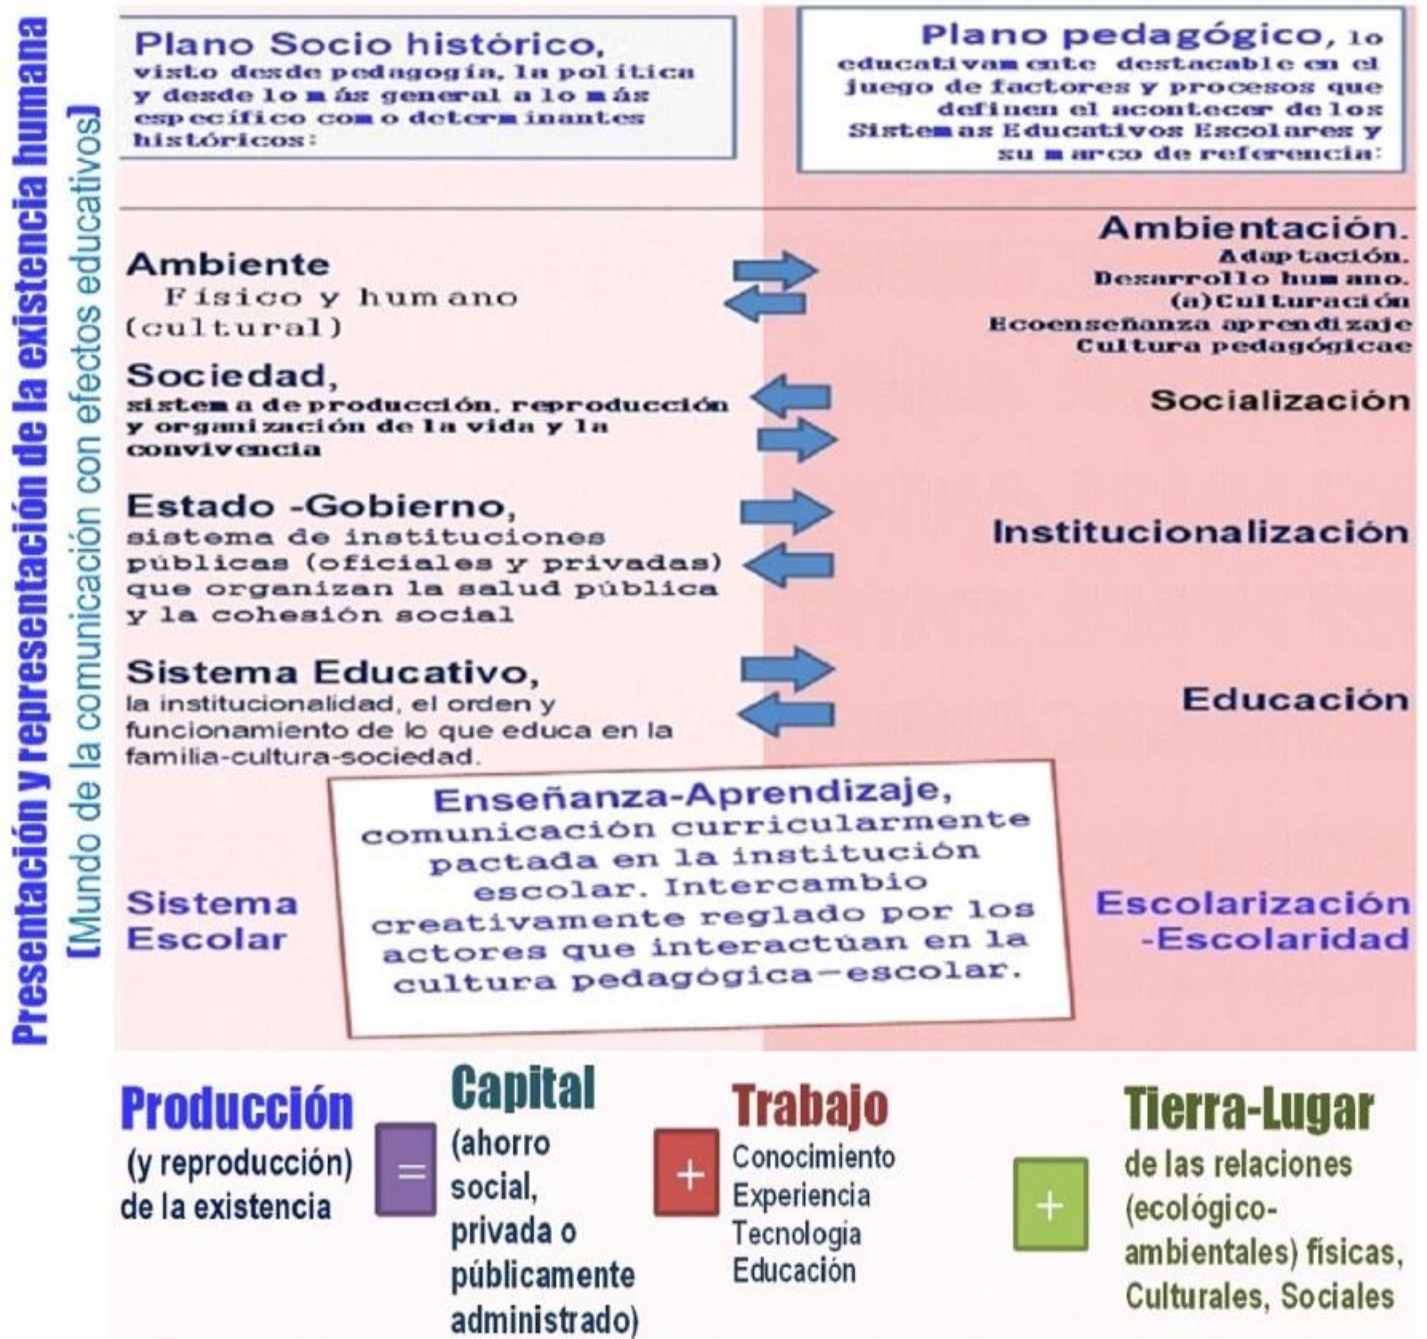 Presentación y representación de la existencia humana
(Mundo de la comunicación con efectos educativos)
Plano Socio histórico,
visto desde pedagogía, la política
y desde lo más general a lo más
específico como determinantes
históricos:
Plano pedagógico, lo
educativamente destacable en el
juego de factores y procesos que
definen el acontecer de los
Sistemas Educativos Escolares y
su marco de referencia:
Ambiente
Físico y humano
(cultural)
Ambientación.
Adaptación.
Desarrollo humano.
(a)Culturación
Ecoenseñanza aprendizaje
Cultura pedagógicae
Sociedad,
sistema de producción, reproducción
y organización de la vida y la
convivencia
Socialización
Estado -Gobierno,
sistema de instituciones
públicas (oficiales y privadas)
que organizan la salud pública
y la cohesión social
Institucionalización
Sistema Educativo,
la institucionalidad, el orden y
funcionamiento de lo que educa en la
familia-cultura-sociedad.
Educación
Sistema
Escolar
Enseñanza-Aprendizaje,
comunicación curricularmente
pactada en la institución
escolar. Intercambio
creativamente reglado por los
actores que interactúan en la
cultura pedagógica—escolar.
Escolarización
-Escolaridad
Producción
(y reproducción)
de la existencia
=
Capital
(ahorro
social,
privada o
públicamente
administrado)
+
Trabajo
Conocimiento
Experiencia
Tecnología
Educación
+
Tierra-Lugar
de las relaciones
(ecológico-
ambientales) físicas,
Culturales, Sociales